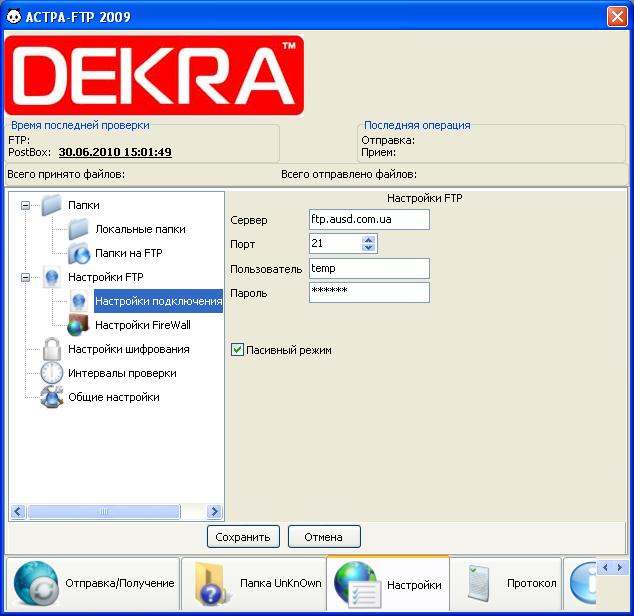 АСТРА-FTP 2009
DEKRA™
Время последней проверки
FTP:
PostBox: 30.06.2010 15:01:49
Последняя операция
Отправка:
Прием:
Всего принято файлов:
Всего отправлено файлов:
Папки
Локальные папки
Папки на FTP
Настройки FTP
Настройки подключения
Настройки FireWall
Настройки шифрования
Интервалы проверки
Общие настройки
Настройки FTP
Сервер ftp.ausd.com.ua
Порт 21
Пользователь temp
Пароль ******
Пасивный режим
Сохранить Отмена
Отправка/Получение Папка UnKnOwn Настройки Протокол